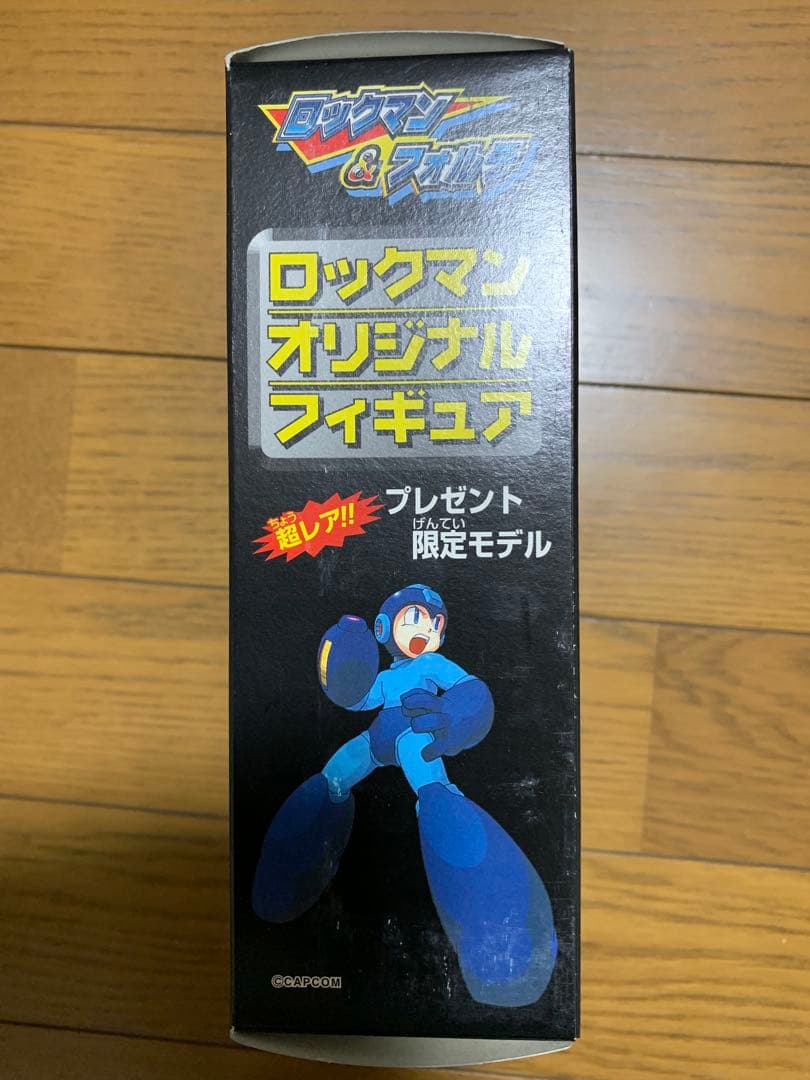 ロックマン
&フォルテ
ロックマン
オリジナル
フィギュア
ちょう
超レア!!
プレゼント
げんてい
限定モデル
©CAPCOM